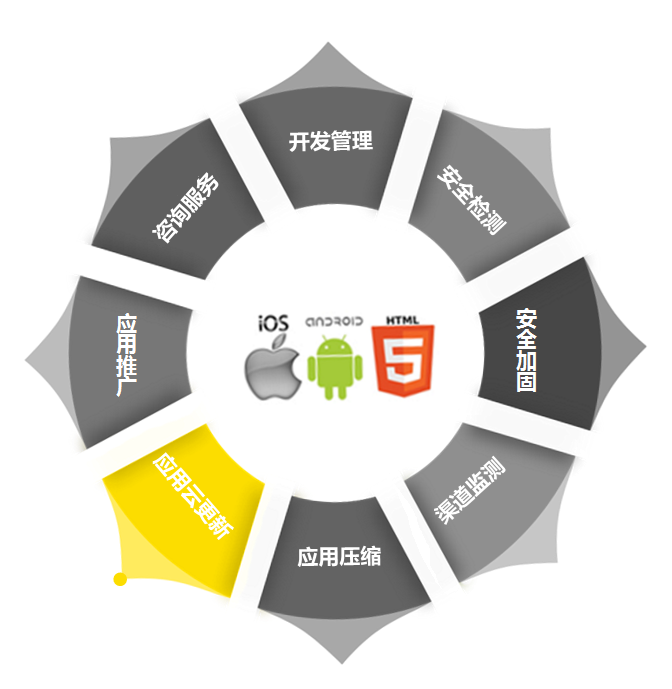 开发管理
安全检测
安全加固
渠道监测
应用压缩
应用云更新
应用推广
咨询服务
iOS
ANDROID
HTML
5